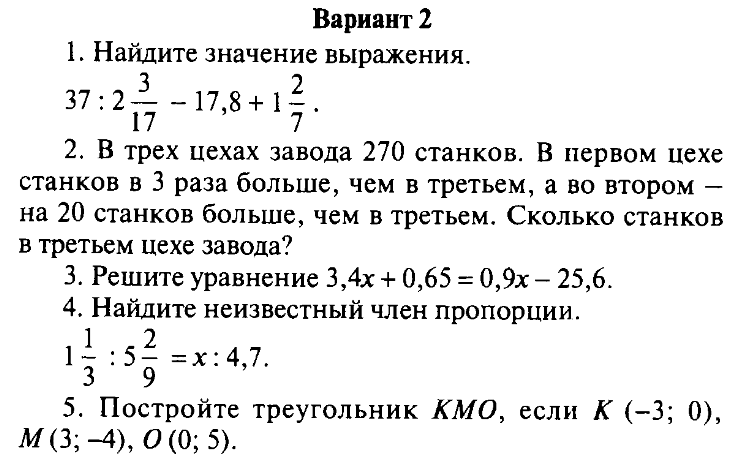 Вариант 2
1. Найдите значение выражения.
37 : 2 3/17 – 17,8 + 1 2/7 .
2. В трех цехах завода 270 станков. В первом цехе
станков в 3 раза больше, чем в третьем, а во втором –
на 20 станков больше, чем в третьем. Сколько станков
в третьем цехе завода?
3. Решите уравнение 3,4x + 0,65 = 0,9x – 25,6.
4. Найдите неизвестный член пропорции.
1 1/3 : 5 2/9 = x : 4,7.
5. Постройте треугольник KMO, если K (–3; 0),
M (3; –4), O (0; 5).